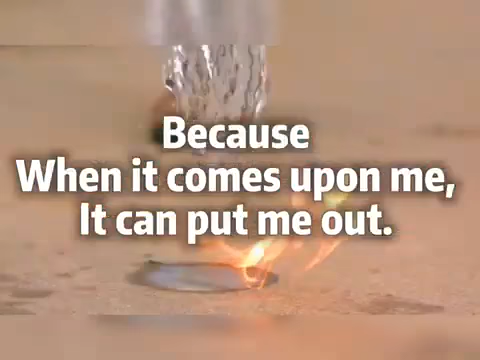 Because
When it comes upon me,
It can put me out.